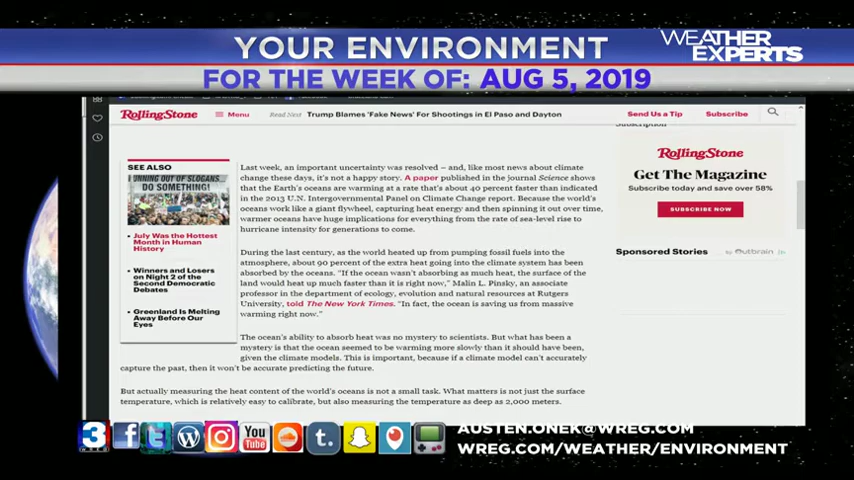 YOUR ENVIRONMENT
WEATHER
EXPERTS
FOR THE WEEK OF: AUG 5, 2019
RollingStone
Menu
Read Next Trump Blames 'Fake News' For Shootings in El Paso and Dayton
Send Us a Tip
Subscribe
Subscription
SEE ALSO
RUNNING OUT OF SLOGANS..
DO SOMETHING!
July Was the Hottest
Month in Human
History
Winners and Losers
on Night 2 of the
Second Democratic
Debates
Greenland Is Melting
Away Before Our
Eyes
Last week, an important uncertainty was resolved – and, like most news about climate
change these days, it's not a happy story. A paper published in the journal Science shows
that the Earth's oceans are warming at a rate that's about 40 percent faster than indicated
in the 2013 U.N. Intergovernmental Panel on Climate Change report. Because the world's
oceans work like a giant flywheel, capturing heat energy and then spinning it out over time,
warmer oceans have huge implications for everything from the rate of sea-level rise to
hurricane intensity for generations to come.
During the last century, as the world heated up from pumping fossil fuels into the
atmosphere, about 90 percent of the extra heat going into the climate system has been
absorbed by the oceans. "If the ocean wasn't absorbing as much heat, the surface of the
land would heat up much faster than it is right now," Malin L. Pinsky, an associate
professor in the department of ecology, evolution and natural resources at Rutgers
University, told The New York Times. "In fact, the ocean is saving us from massive
warming right now."
The ocean's ability to absorb heat was no mystery to scientists. But what has been a
mystery is that the ocean seemed to be warming more slowly than it should have been,
given the climate models. This is important, because if a climate model can't accurately
capture the past, then it won't be accurate predicting the future.
But actually measuring the heat content of the world's oceans is not a small task. What matters is not just the surface
temperature, which is relatively easy to calibrate, but also measuring the temperature as deep as 2,000 meters.
RollingStone
Get The Magazine
Subscribe today and save over 58%
SUBSCRIBE NOW
Sponsored Stories
by Outbrain
3
WREG
You
Tube
AUSTEN.ONEK@WREG.COM
WREG.COM/WEATHER/ENVIRONMENT